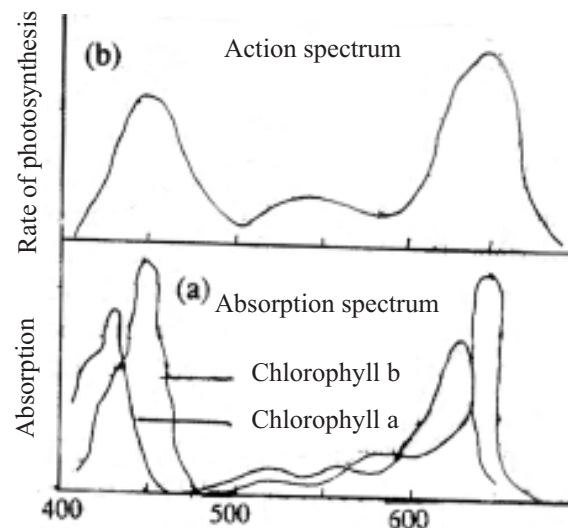 (b)
Action spectrum
Rate of photosynthesis
(a)
Absorption spectrum
Absorption
Chlorophyll b
Chlorophyll a
400 500 600